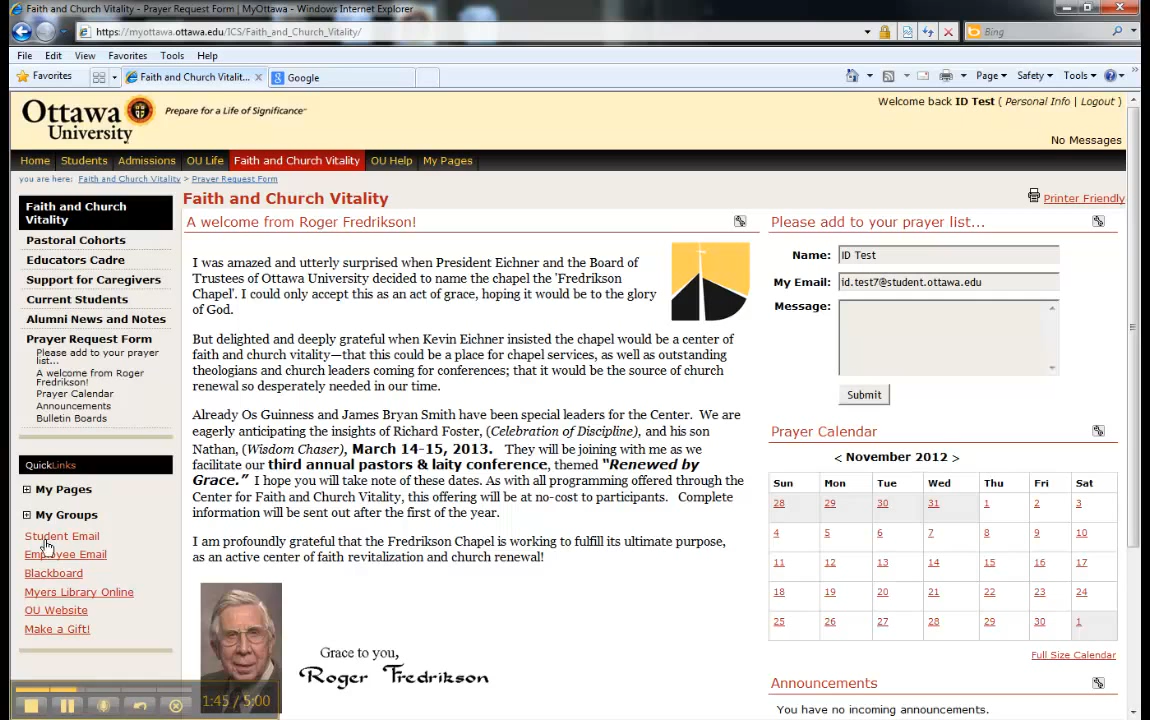 Faith and Church Vitality - Prayer Request Form | MyOttawa - Windows Internet Explorer
https://myottawa.ottawa.edu/ICS/Faith_and_Church_Vitality/
Bing
File Edit View Favorites Tools Help
Favorites
Faith and Church Vitalit...
Google
Page Safety Tools
Ottawa University
Prepare for a Life of Significance™
Welcome back ID Test ( Personal Info | Logout )
No Messages
Home Students Admissions OU Life Faith and Church Vitality OU Help My Pages
you are here: Faith and Church Vitality > Prayer Request Form
Faith and Church
Vitality
Pastoral Cohorts
Educators Cadre
Support for Caregivers
Current Students
Alumni News and Notes
Prayer Request Form
Please add to your prayer
list...
A welcome from Roger
Fredrikson!
Prayer Calendar
Announcements
Bulletin Boards
QuickLinks
My Pages
My Groups
Student Email
Employee Email
Blackboard
Myers Library Online
OU Website
Make a Gift!
1:45 / 5:00
Faith and Church Vitality
Printer Friendly
A welcome from Roger Fredrikson!
I was amazed and utterly surprised when President Eichner and the Board of
Trustees of Ottawa University decided to name the chapel the 'Fredrikson
Chapel'. I could only accept this as an act of grace, hoping it would be to the glory
of God.
But delighted and deeply grateful when Kevin Eichner insisted the chapel would be a center of
faith and church vitality—that this could be a place for chapel services, as well as outstanding
theologians and church leaders coming for conferences; that it would be the source of church
renewal so desperately needed in our time.
Already Os Guinness and James Bryan Smith have been special leaders for the Center. We are
eagerly anticipating the insights of Richard Foster, (Celebration of Discipline), and his son
Nathan, (Wisdom Chaser), March 14-15, 2013. They will be joining with me as we
facilitate our third annual pastors & laity conference, themed "Renewed by
Grace." I hope you will take note of these dates. As with all programming offered through the
Center for Faith and Church Vitality, this offering will be at no-cost to participants. Complete
information will be sent out after the first of the year.
I am profoundly grateful that the Fredrikson Chapel is working to fulfill its ultimate purpose,
as an active center of faith revitalization and church renewal!
Grace to you,
Roger Fredrikson
Please add to your prayer list...
Name: ID Test
My Email: id.test7@student.ottawa.edu
Message:
Submit
Prayer Calendar
< November 2012 >
Sun Mon Tue Wed Thu Fri Sat
28 29 30 31 1 2 3
4 5 6 7 8 9 10
11 12 13 14 15 16 17
18 19 20 21 22 23 24
25 26 27 28 29 30 1
Full Size Calendar
Announcements
You have no incoming announcements.